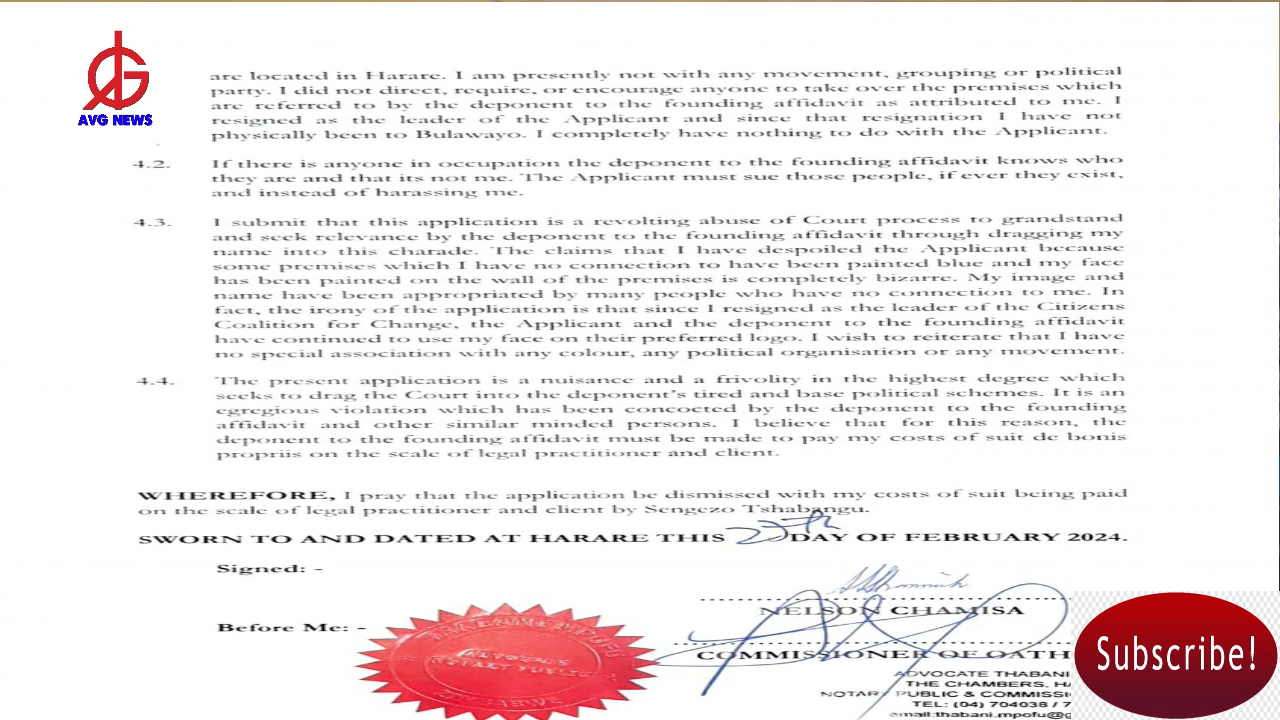 AVG NEWS
are located in Harare. I am presently not with any movement, grouping or political
party. I did not direct, require, or encourage anyone to take over the premises which
are referred to by the deponent to the founding affidavit as attributed to me. I
resigned as the leader of the Applicant and since that resignation I have not
physically been to Bulawayo. I completely have nothing to do with the Applicant.
4.2. If there is anyone in occupation the deponent to the founding affidavit knows who
they are and that its not me. The Applicant must sue those people, if ever they exist,
and instead of harassing me.
4.3. I submit that this application is a revolting abuse of Court process to grandstand
and seek relevance by the deponent to the founding affidavit through dragging my
name into this charade. The claims that I have despoiled the Applicant because
some premises which I have no connection to have been painted blue and my face
has been painted on the wall of the premises is completely bizarre. My image and
name have been appropriated by many people who have no connection to me. In
fact, the irony of the application is that since I resigned as the leader of the Citizens
Coalition for Change, the Applicant and the deponent to the founding affidavit
have continued to use my face on their preferred logo. I wish to reiterate that I have
no special association with any colour, any political organisation or any movement.
4.4. The present application is a nuisance and a frivolity in the highest degree which
seeks to drag the Court into the deponent's tired and base political schemes. It is an
egregious violation which has been concocted by the deponent to the founding
affidavit and other similar minded persons. I believe that for this reason, the
deponent to the founding affidavit must be made to pay my costs of suit de bonis
propriis on the scale of legal practitioner and client.
WHEREFORE, I pray that the application be dismissed with my costs of suit being paid
on the scale of legal practitioner and client by Sengezo Tshabangu.
SWORN TO AND DATED AT HARARE THIS DAY OF FEBRUARY 2024.
Signed: -
NELSON CHAMISA
Before Me: -
COMMISSIONER OF OATH
ADVOCATE THABANI
THE CHAMBERS, HA
NOTARY PUBLIC & COMMISSI
TEL: (04) 704038 / 7
email:thabani.mpofu@g
NOTARY PUBLIC
Subscribe!